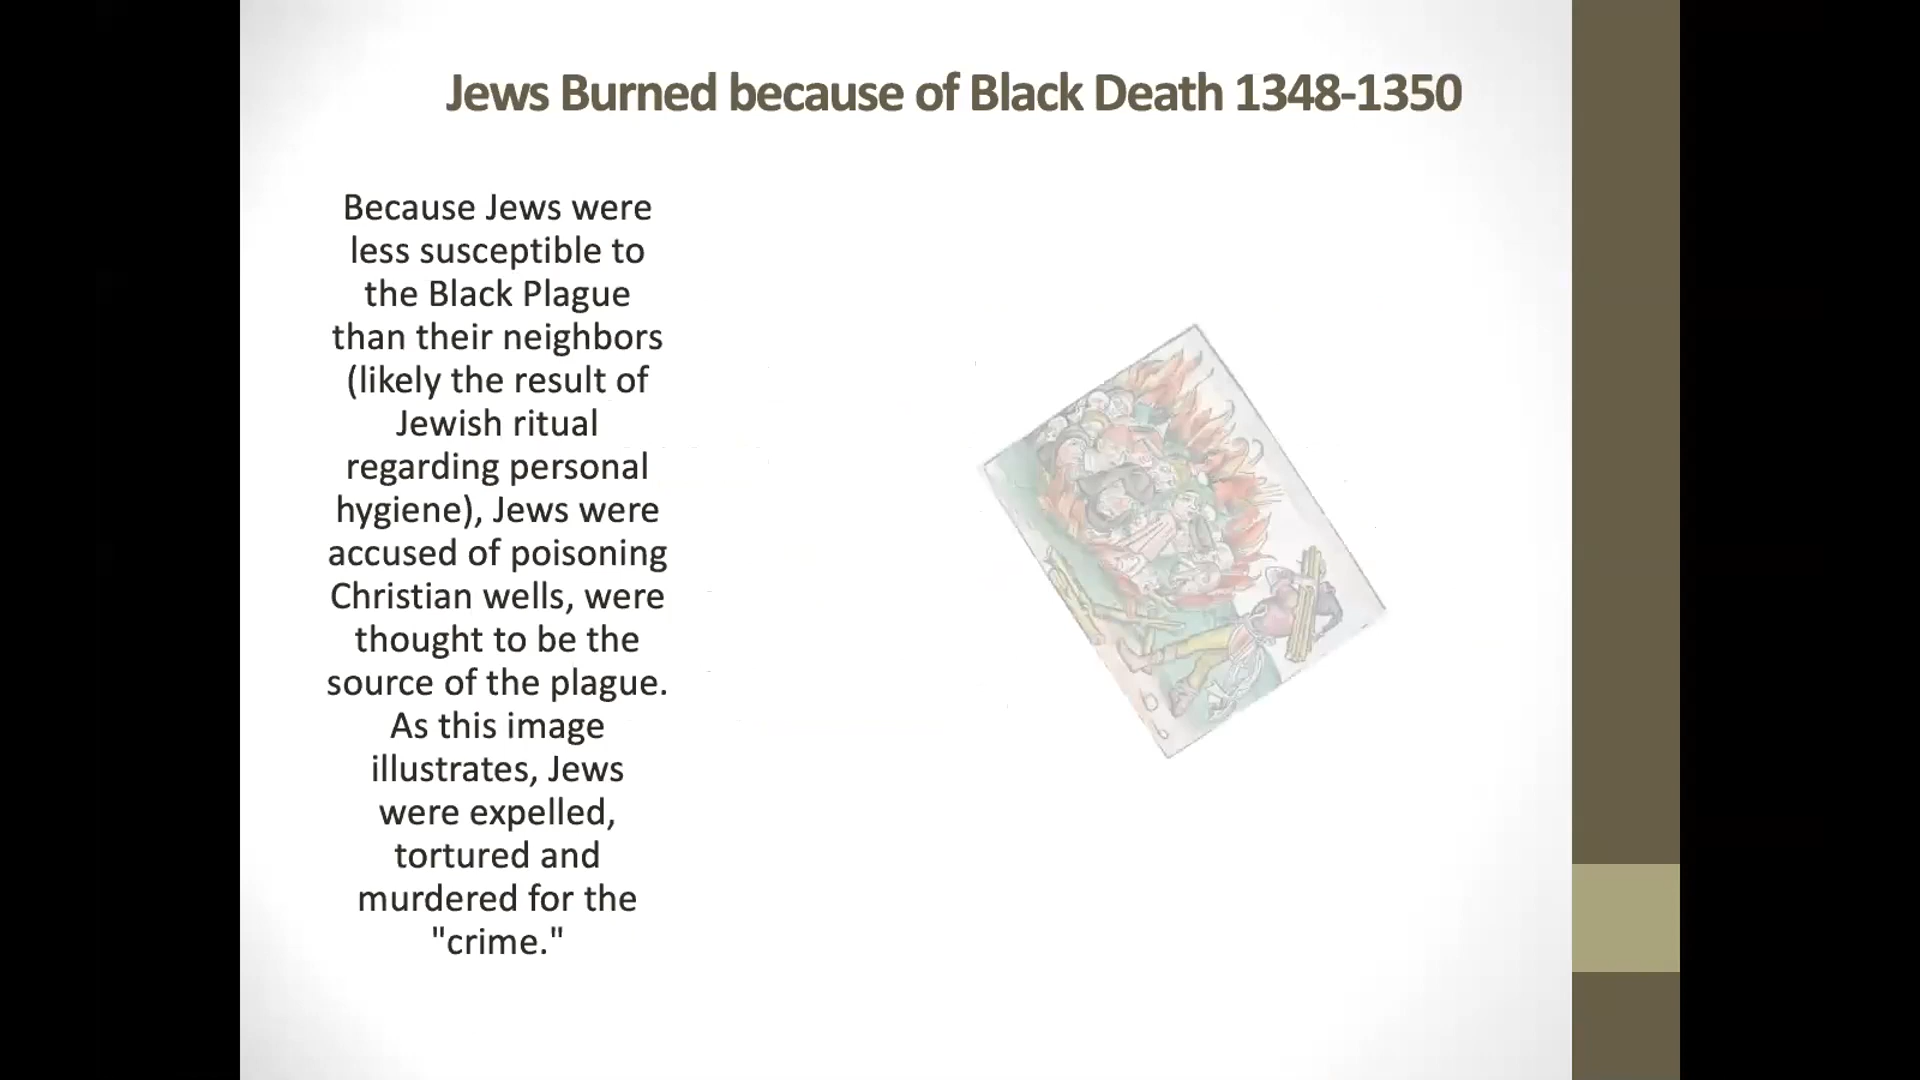 Jews Burned because of Black Death 1348-1350
Because Jews were
less susceptible to
the Black Plague
than their neighbors
(likely the result of
Jewish ritual
regarding personal
hygiene), Jews were
accused of poisoning
Christian wells, were
thought to be the
source of the plague.
As this image
illustrates, Jews
were expelled,
tortured and
murdered for the
"crime."